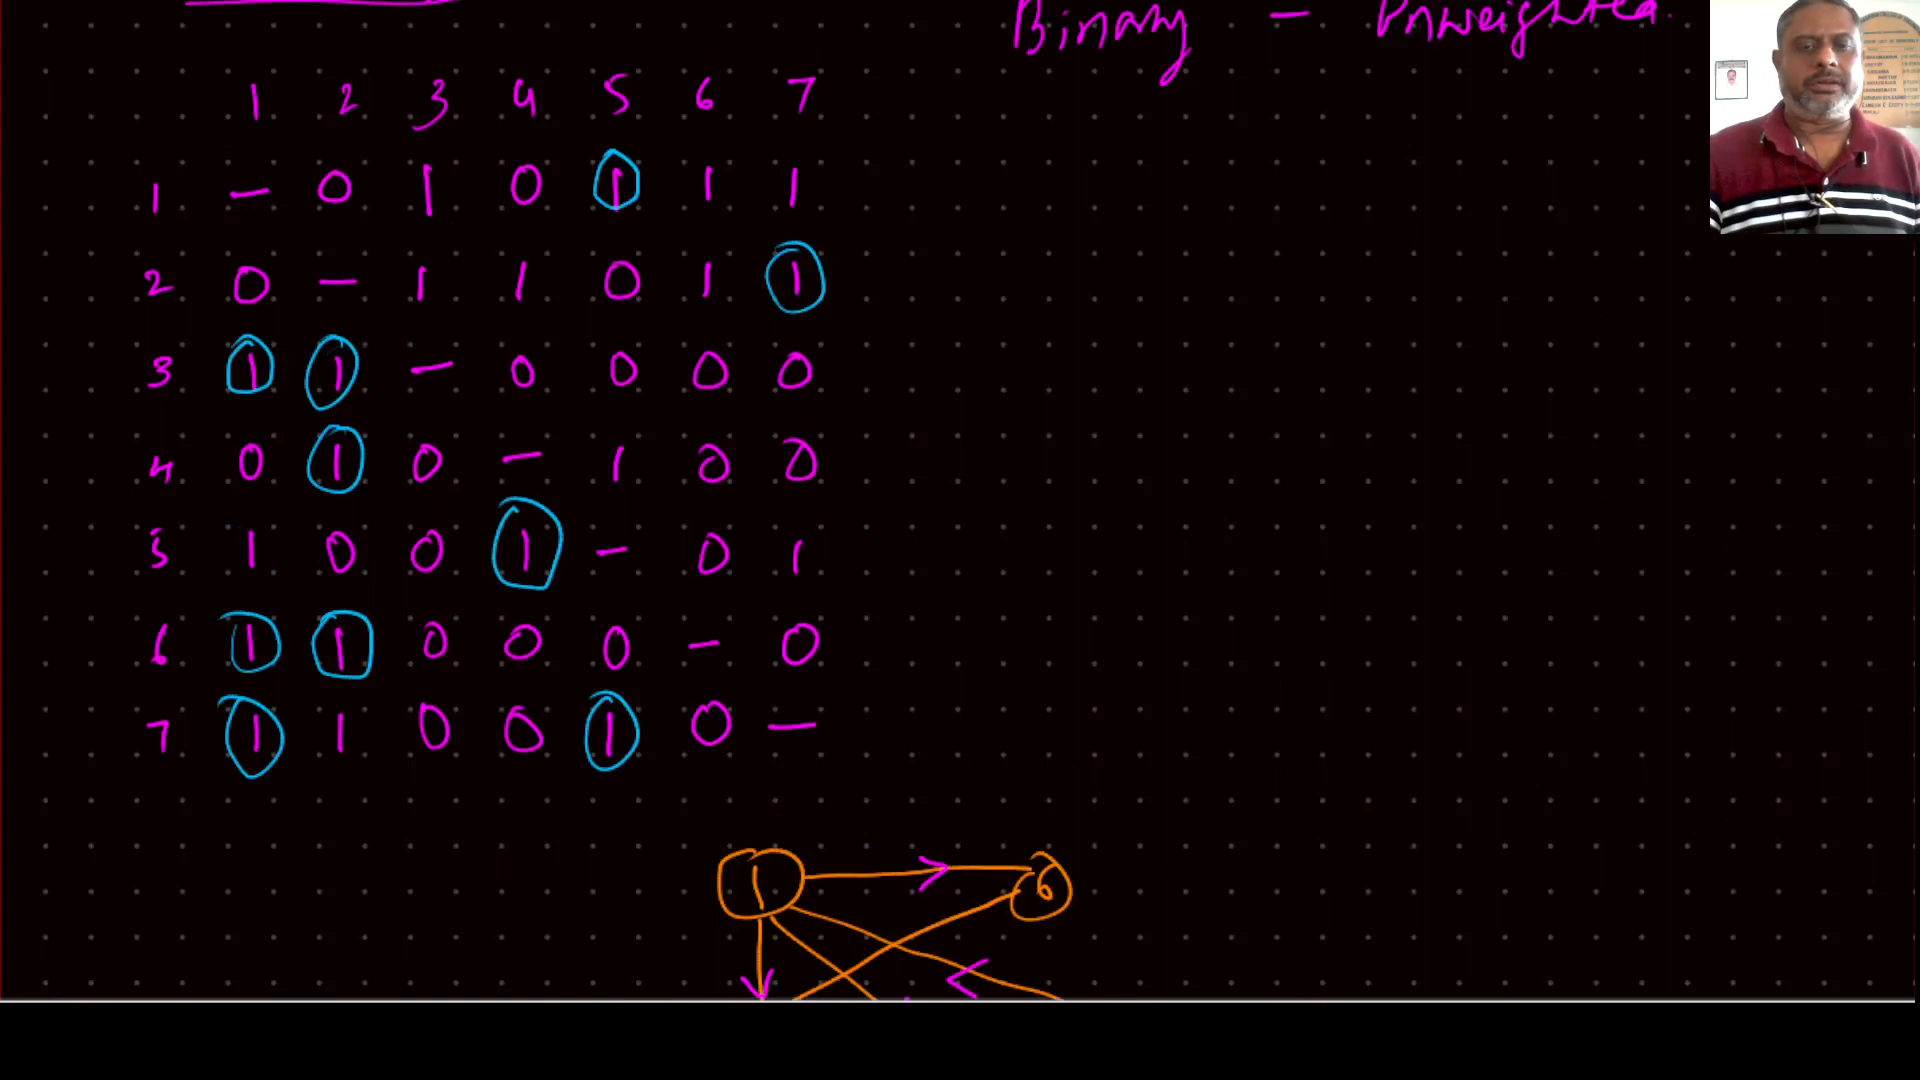 Binary - Unweighted.
1 2 3 4 5 6 7
1 - 0 1 0 1 1 1
2 0 - 1 1 0 1 1
3 1 1 - 0 0 0 0
4 0 1 0 - 1 0 0
5 1 0 0 1 - 0 1
6 1 1 0 0 0 - 0
7 1 1 0 0 1 0 -
1 6